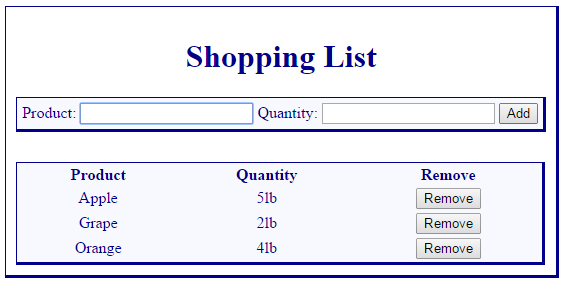 Shopping List
Product: Quantity: Add
Product Quantity Remove
Apple 5lb Remove
Grape 2lb Remove
Orange 4lb Remove